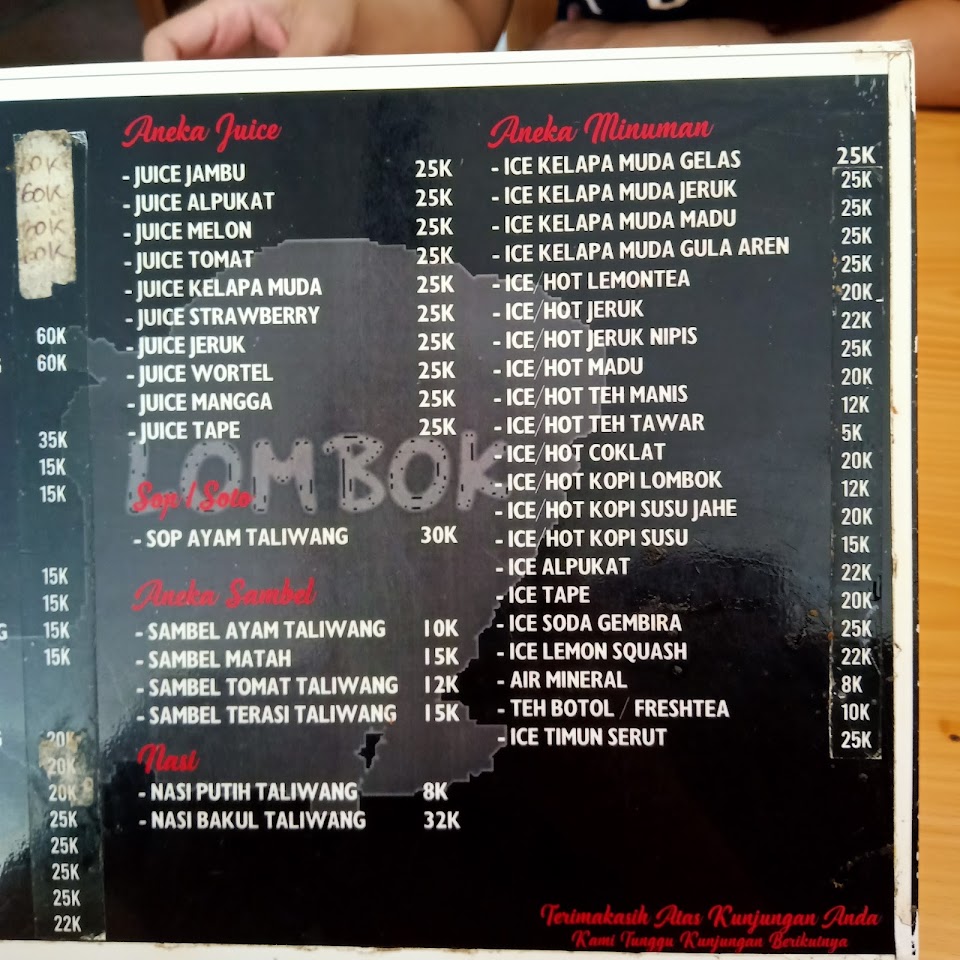 60K
60K
60K
35K
15K
15K
15K
15K
15K
15K
20K
20K
20K
25K
25K
25K
25K
22K
Aneka Juice
- JUICE JAMBU 25K
- JUICE ALPUKAT 25K
- JUICE MELON 25K
- JUICE TOMAT 25K
- JUICE KELAPA MUDA 25K
- JUICE STRAWBERRY 25K
- JUICE JERUK 25K
- JUICE WORTEL 25K
- JUICE MANGGA 25K
- JUICE TAPE 25K
LOMBOK
Sop / Soto
- SOP AYAM TALIWANG 30K
Aneka Sambel
- SAMBEL AYAM TALIWANG 10K
- SAMBEL MATAH 15K
- SAMBEL TOMAT TALIWANG 12K
- SAMBEL TERASI TALIWANG 15K
Nasi
- NASI PUTIH TALIWANG 8K
- NASI BAKUL TALIWANG 32K
Aneka Minuman
25K
- ICE KELAPA MUDA GELAS 25K
- ICE KELAPA MUDA JERUK 25K
- ICE KELAPA MUDA MADU 25K
- ICE KELAPA MUDA GULA AREN 25K
- ICE/HOT LEMONTEA 20K
- ICE/HOT JERUK 22K
- ICE/HOT JERUK NIPIS 25K
- ICE/HOT MADU 20K
- ICE/HOT TEH MANIS 12K
- ICE/HOT TEH TAWAR 5K
- ICE/HOT COKLAT 20K
- ICE/HOT KOPI LOMBOK 12K
- ICE/HOT KOPI SUSU JAHE 20K
- ICE/HOT KOPI SUSU 15K
- ICE ALPUKAT 22K
- ICE TAPE 20K
- ICE SODA GEMBIRA 25K
- ICE LEMON SQUASH 22K
- AIR MINERAL 8K
- TEH BOTOL / FRESHTEA 10K
- ICE TIMUN SERUT 25K
Terimakasih Atas Kunjungan Anda
Kami Tunggu Kunjungan Berikutnya